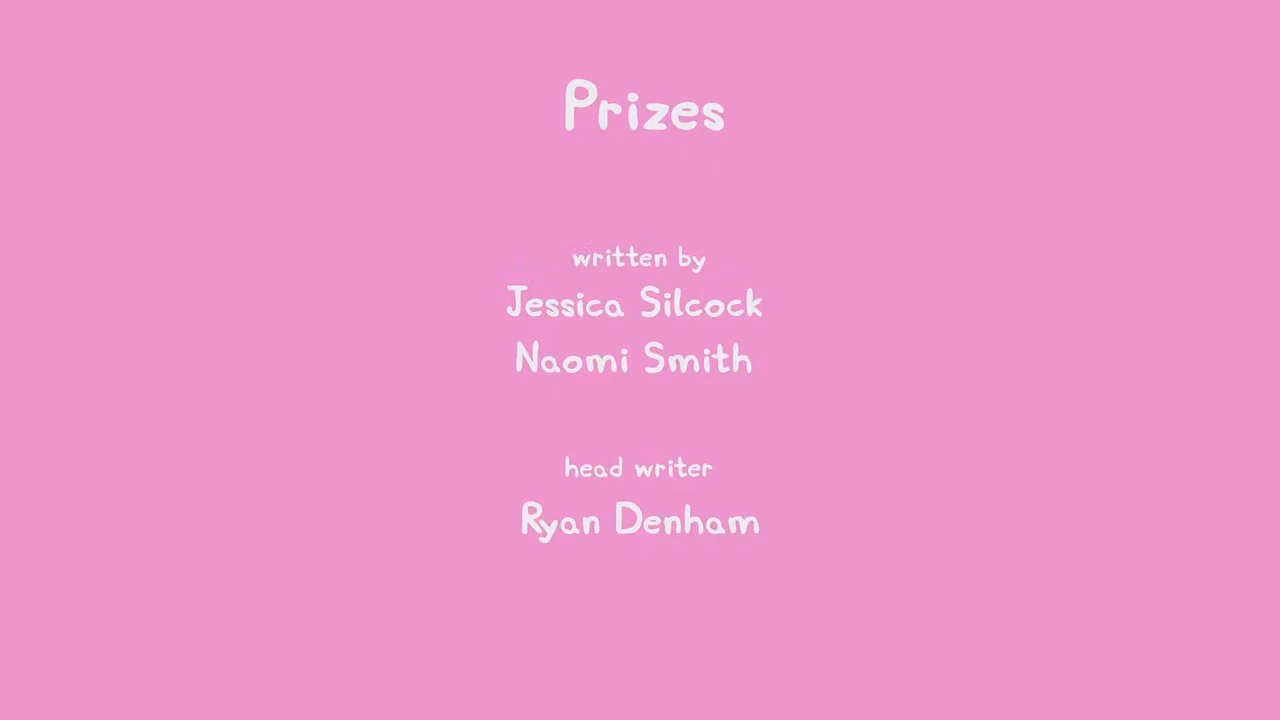 Prizes
written by
Jessica Silcock
Naomi Smith
head writer
Ryan Denham